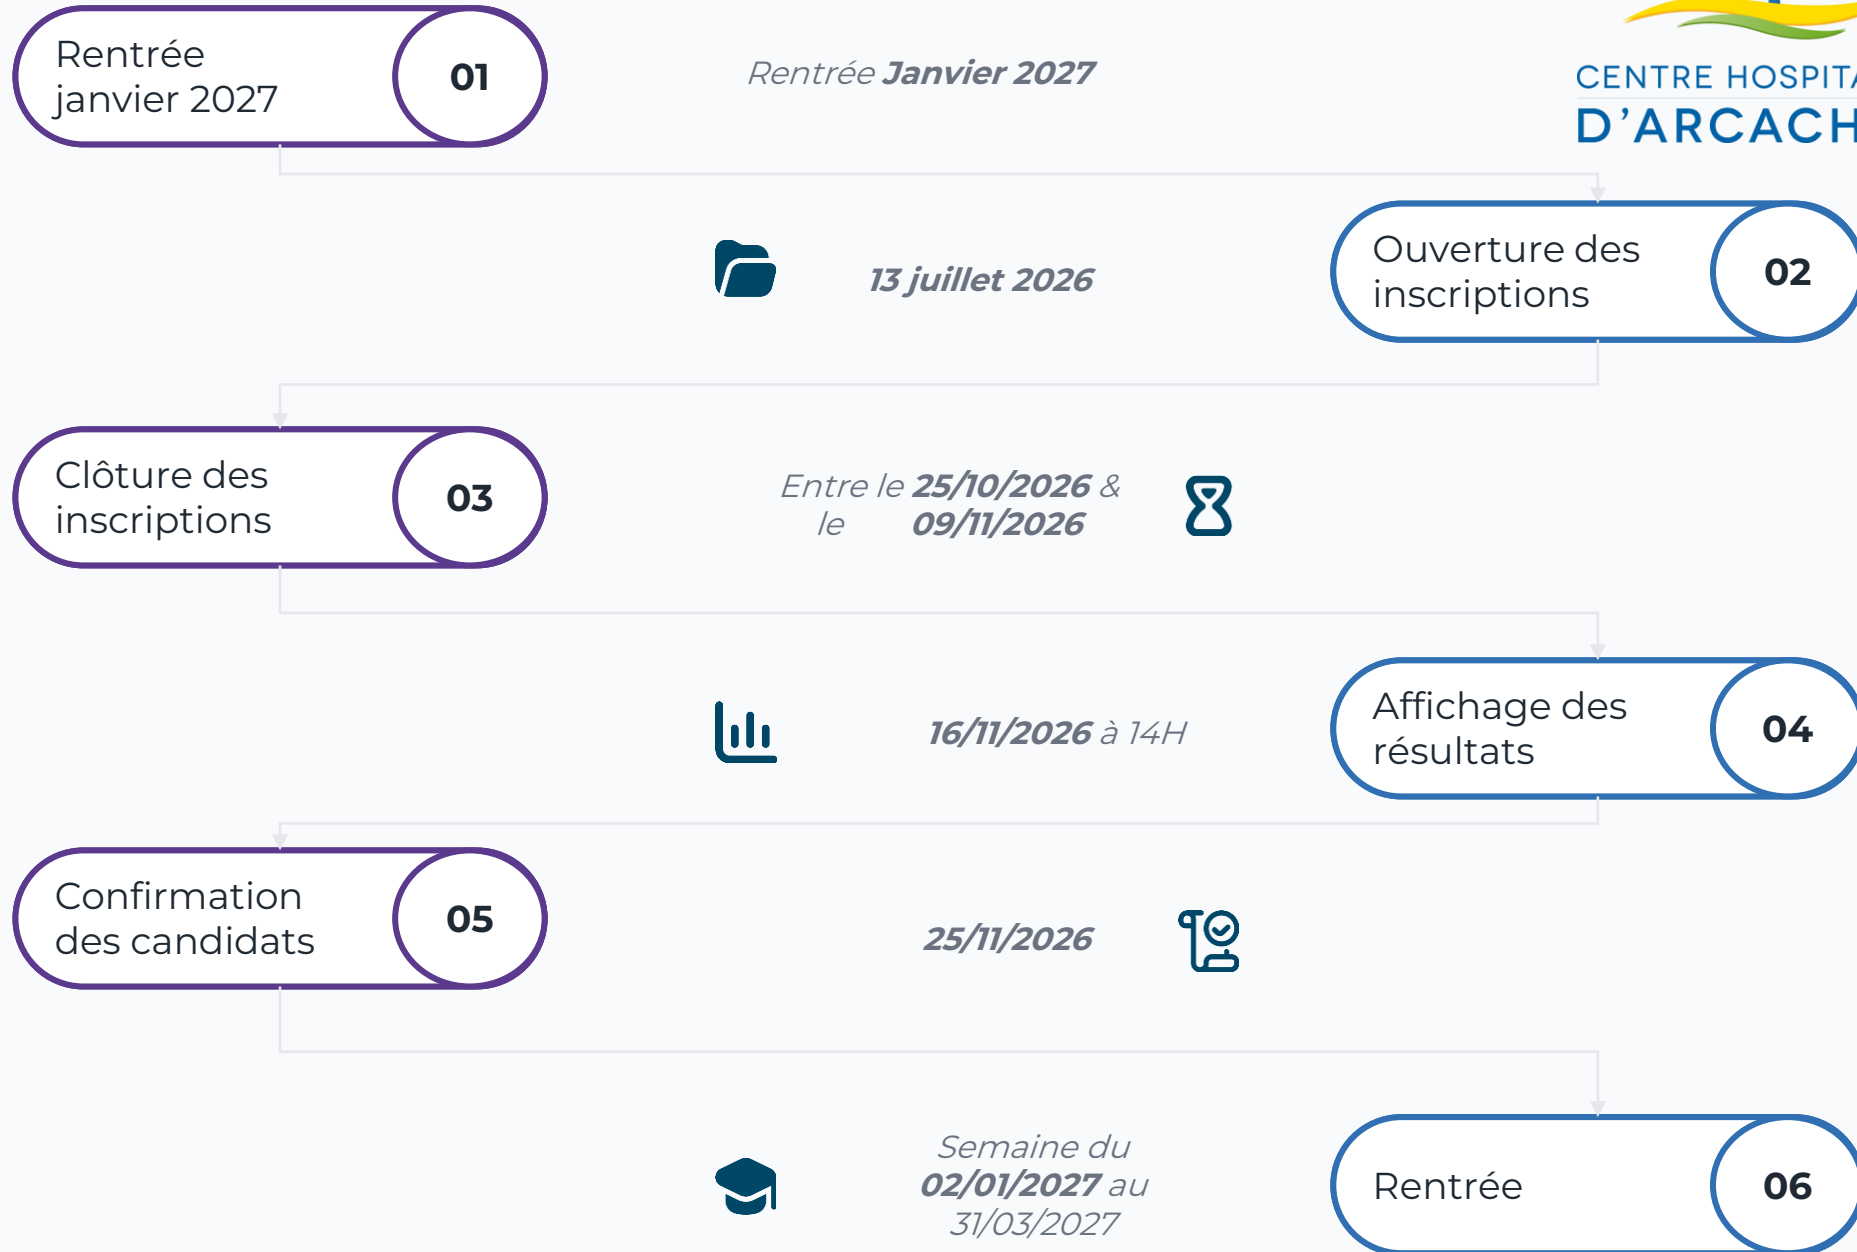 Rentrée
janvier 2027
01
Rentrée Janvier 2027
CENTRE HOSPITA
D'ARCACH
13 juillet 2026
Ouverture des
inscriptions
02
Clôture des
inscriptions
03
Entre le 25/10/2026 &
le 09/11/2026
16/11/2026 à 14H
Affichage des
résultats
04
Confirmation
des candidats
05
25/11/2026
Semaine du
02/01/2027 au
31/03/2027
Rentrée
06